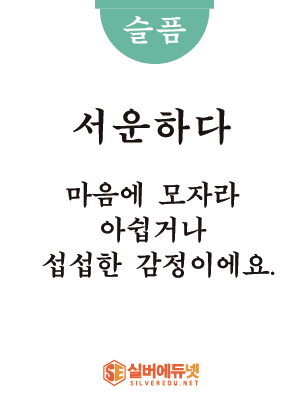 슬픔
서운하다
마음에 모자라
아쉽거나
섭섭한 감정이에요.
SE 실버에듀넷
SILVEREDU.NET